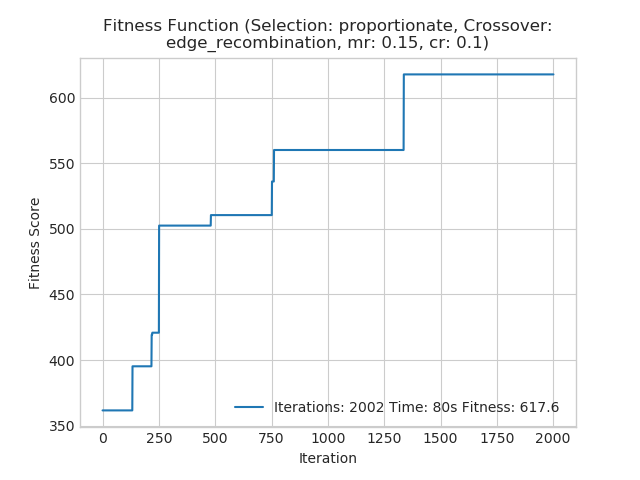 Fitness Function (Selection: proportionate, Crossover:
edge_recombination, mr: 0.15, cr: 0.1)
Fitness Score
600
550
500
450
400
350
Iterations: 2002 Time: 80s Fitness: 617.6
0 250 500 750 1000 1250 1500 1750 2000
Iteration